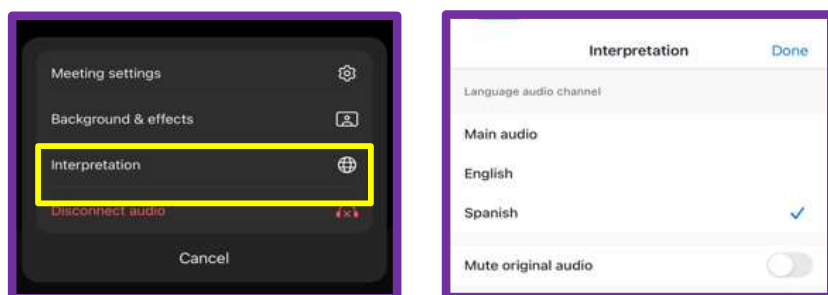 Meeting settings
Background & effects
Interpretation
Disconnect audio
Cancel
Interpretation Done
Language audio channel
Main audio
English
Spanish
Mute original audio